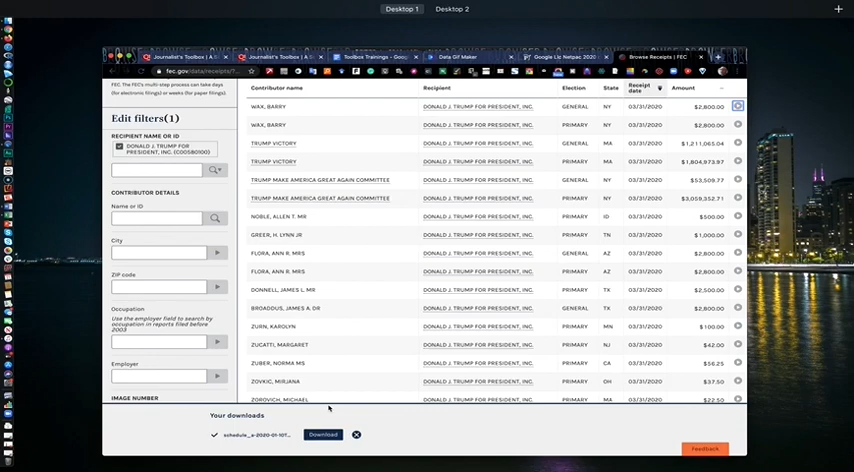 Desktop 1 Desktop 2
Journalist's Toolbox | A S Journalist's Toolbox | A S Toolbox Trainings - Goog Data Gif Maker Google Llc Netpac 2020 Browse Receipts | FEC
fec.gov/data/receipts/?
FEC. The FEC's multi-step process can take days
(for electronic filings) or weeks (for paper filings).
Contributor name Recipient Election State Receipt date Amount
Edit filters(1)
RECIPIENT NAME OR ID
DONALD J. TRUMP FOR
PRESIDENT, INC. (C00580100)
CONTRIBUTOR DETAILS
Name or ID
City
ZIP code
Occupation
Use the employer field to search by
occupation in reports filed before
2003
Employer
IMAGE NUMBER
WAX, BARRY DONALD J. TRUMP FOR PRESIDENT, INC. GENERAL NY 03/31/2020 $2,800.00
WAX, BARRY DONALD J. TRUMP FOR PRESIDENT, INC. PRIMARY NY 03/31/2020 $2,800.00
TRUMP VICTORY DONALD J. TRUMP FOR PRESIDENT, INC. GENERAL MA 03/31/2020 $1,211,065.04
TRUMP VICTORY DONALD J. TRUMP FOR PRESIDENT, INC. PRIMARY MA 03/31/2020 $1,804,973.97
TRUMP MAKE AMERICA GREAT AGAIN COMMITTEE DONALD J. TRUMP FOR PRESIDENT, INC. GENERAL NY 03/31/2020 $53,509.77
TRUMP MAKE AMERICA GREAT AGAIN COMMITTEE DONALD J. TRUMP FOR PRESIDENT, INC. PRIMARY NY 03/31/2020 $3,059,352.71
NOBLE, ALLEN T. MR DONALD J. TRUMP FOR PRESIDENT, INC. PRIMARY ID 03/31/2020 $500.00
GREER, H. LYNN JR DONALD J. TRUMP FOR PRESIDENT, INC. PRIMARY TN 03/31/2020 $1,000.00
FLORA, ANN R. MRS DONALD J. TRUMP FOR PRESIDENT, INC. GENERAL AZ 03/31/2020 $2,800.00
FLORA, ANN R. MRS DONALD J. TRUMP FOR PRESIDENT, INC. PRIMARY AZ 03/31/2020 $2,800.00
DONNELL, JAMES L. MR DONALD J. TRUMP FOR PRESIDENT, INC. PRIMARY TX 03/31/2020 $2,500.00
BROADDUS, JAMES A. DR DONALD J. TRUMP FOR PRESIDENT, INC. GENERAL TX 03/31/2020 $2,800.00
ZURN, KAROLYN DONALD J. TRUMP FOR PRESIDENT, INC. PRIMARY MN 03/31/2020 $100.00
ZUCATTI, MARGARET DONALD J. TRUMP FOR PRESIDENT, INC. PRIMARY NJ 03/31/2020 $42.00
ZUBER, NORMA MS DONALD J. TRUMP FOR PRESIDENT, INC. PRIMARY CA 03/31/2020 $56.25
ZOVKIC, MIRJANA DONALD J. TRUMP FOR PRESIDENT, INC. PRIMARY OH 03/31/2020 $37.50
ZOROVICH, MICHAEL DONALD J. TRUMP FOR PRESIDENT, INC. PRIMARY MA 03/31/2020 $22.50
Your downloads
schedule_a-2020-01-10T... Download
Feedback